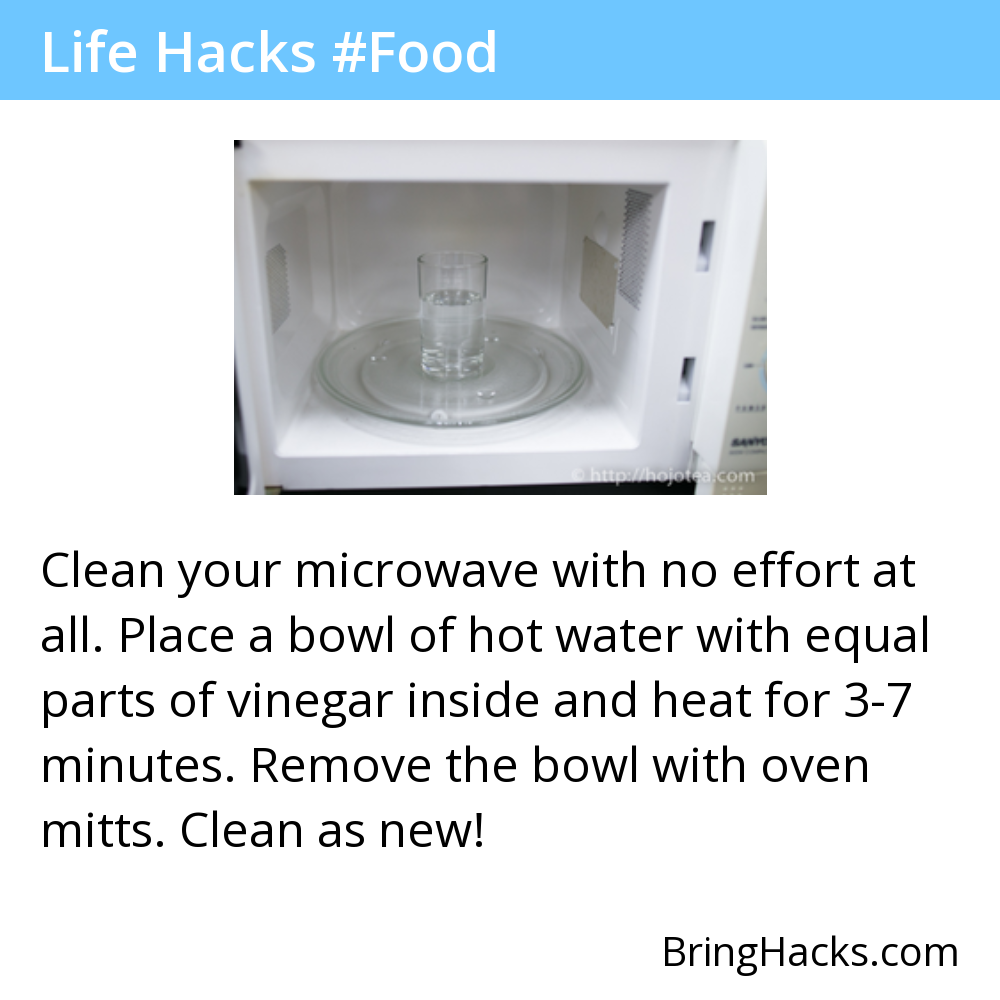 Life Hacks #Food
© http://hojotea.com
Clean your microwave with no effort at
all. Place a bowl of hot water with equal
parts of vinegar inside and heat for 3-7
minutes. Remove the bowl with oven
mitts. Clean as new!
BringHacks.com